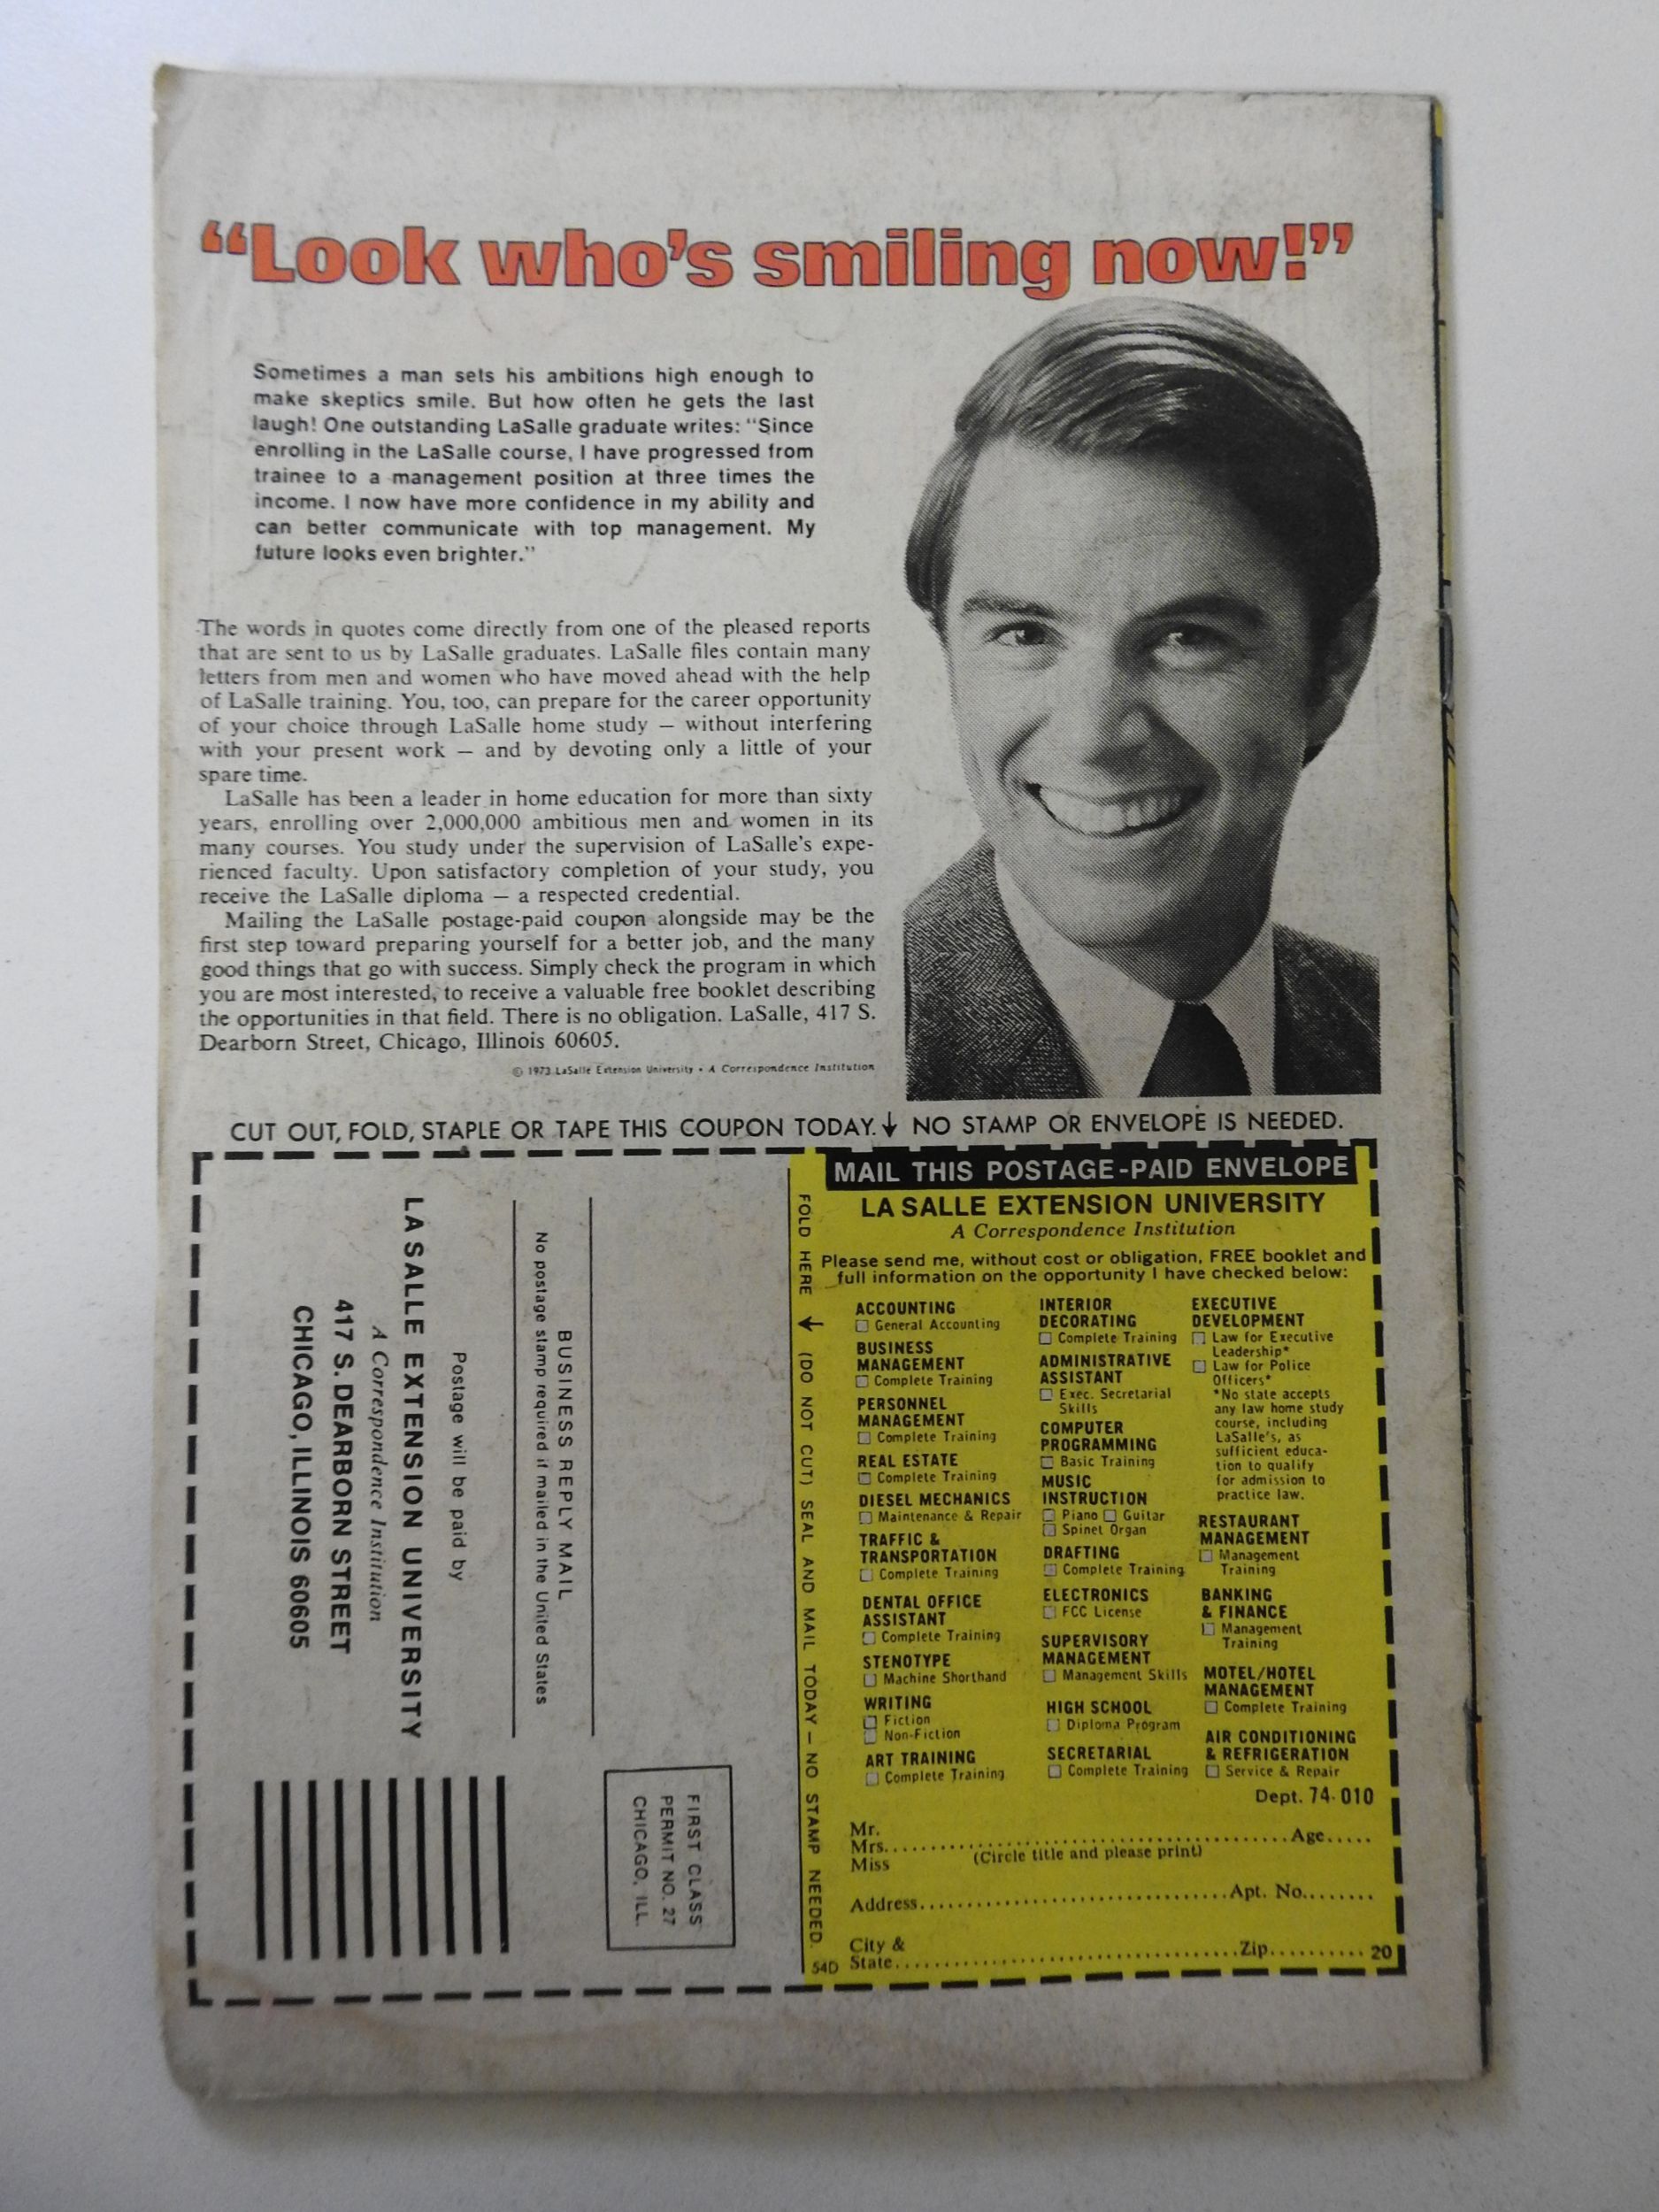 “Look who’s smiling now!”
Sometimes a man sets his ambitions high enough to
make skeptics smile. But how often he gets the last
laugh! One outstanding LaSalle graduate writes: “Since
enrolling in the LaSalle course, I have progressed from
trainee to a management position at three times the
income. I now have more confidence in my ability and
can better communicate with top management. My
future looks even brighter.”
The words in quotes come directly from one of the pleased reports
that are sent to us by LaSalle graduates. LaSalle files contain many
letters from men and women who have moved ahead with the help
of LaSalle training. You, too, can prepare for the career opportunity
of your choice through LaSalle home study — without interfering
with your present work — and by devoting only a little of your
spare time.
LaSalle has been a leader in home education for more than sixty
years, enrolling over 2,000,000 ambitious men and women in its
many courses. You study under the supervision of LaSalle’s expe-
rienced faculty. Upon satisfactory completion of your study, you
receive the LaSalle diploma — a respected credential.
Mailing the LaSalle postage-paid coupon alongside may be the
first step toward preparing yourself for a better job, and the many
good things that go with success. Simply check the program in which
you are most interested, to receive a valuable free booklet describing
the opportunities in that field. There is no obligation. LaSalle, 417 S.
Dearborn Street, Chicago, Illinois 60605.
© 1973 LaSalle Extension University • A Correspondence Institution
CUT OUT, FOLD, STAPLE OR TAPE THIS COUPON TODAY. ↓ NO STAMP OR ENVELOPE IS NEEDED.
FIRST CLASS
PERMIT NO. 27
CHICAGO, ILL.
BUSINESS REPLY MAIL
No postage stamp required if mailed in the United States
Postage will be paid by
LASALLE EXTENSION UNIVERSITY
A Correspondence Institution
417 S. DEARBORN STREET
CHICAGO, ILLINOIS 60605
FOLD HERE ↓ (DO NOT CUT) SEAL AND MAIL TODAY — NO STAMP NEEDED.
54D
MAIL THIS POSTAGE-PAID ENVELOPE
LA SALLE EXTENSION UNIVERSITY
A Correspondence Institution
Please send me, without cost or obligation, FREE booklet and
full information on the opportunity I have checked below:
ACCOUNTING
☐ General Accounting
BUSINESS
MANAGEMENT
☐ Complete Training
PERSONNEL
MANAGEMENT
☐ Complete Training
REAL ESTATE
☐ Complete Training
DIESEL MECHANICS
☐ Maintenance & Repair
TRAFFIC &
TRANSPORTATION
☐ Complete Training
DENTAL OFFICE
ASSISTANT
☐ Complete Training
STENOTYPE
☐ Machine Shorthand
WRITING
☐ Fiction
☐ Non-Fiction
ART TRAINING
☐ Complete Training
INTERIOR
DECORATING
☐ Complete Training
ADMINISTRATIVE
ASSISTANT
☐ Exec. Secretarial
Skills
COMPUTER
PROGRAMMING
☐ Basic Training
MUSIC
INSTRUCTION
☐ Piano ☐ Guitar
☐ Spinet Organ
DRAFTING
☐ Complete Training
ELECTRONICS
☐ FCC License
SUPERVISORY
MANAGEMENT
☐ Management Skills
HIGH SCHOOL
☐ Diploma Program
SECRETARIAL
☐ Complete Training
EXECUTIVE
DEVELOPMENT
☐ Law for Executive
Leadership*
☐ Law for Police
Officers*
*No state accepts
any law home study
course, including
LaSalle’s, as
sufficient educa-
tion to qualify
for admission to
practice law.
RESTAURANT
MANAGEMENT
☐ Management
Training
BANKING
& FINANCE
☐ Management
Training
MOTEL/HOTEL
MANAGEMENT
☐ Complete Training
AIR CONDITIONING
& REFRIGERATION
☐ Service & Repair
Dept. 74-010
Mr.
Mrs. ........................................ Age.....
Miss (Circle title and please print)
Address ........................................ Apt. No........
City &
State ........................................ Zip.......... 20